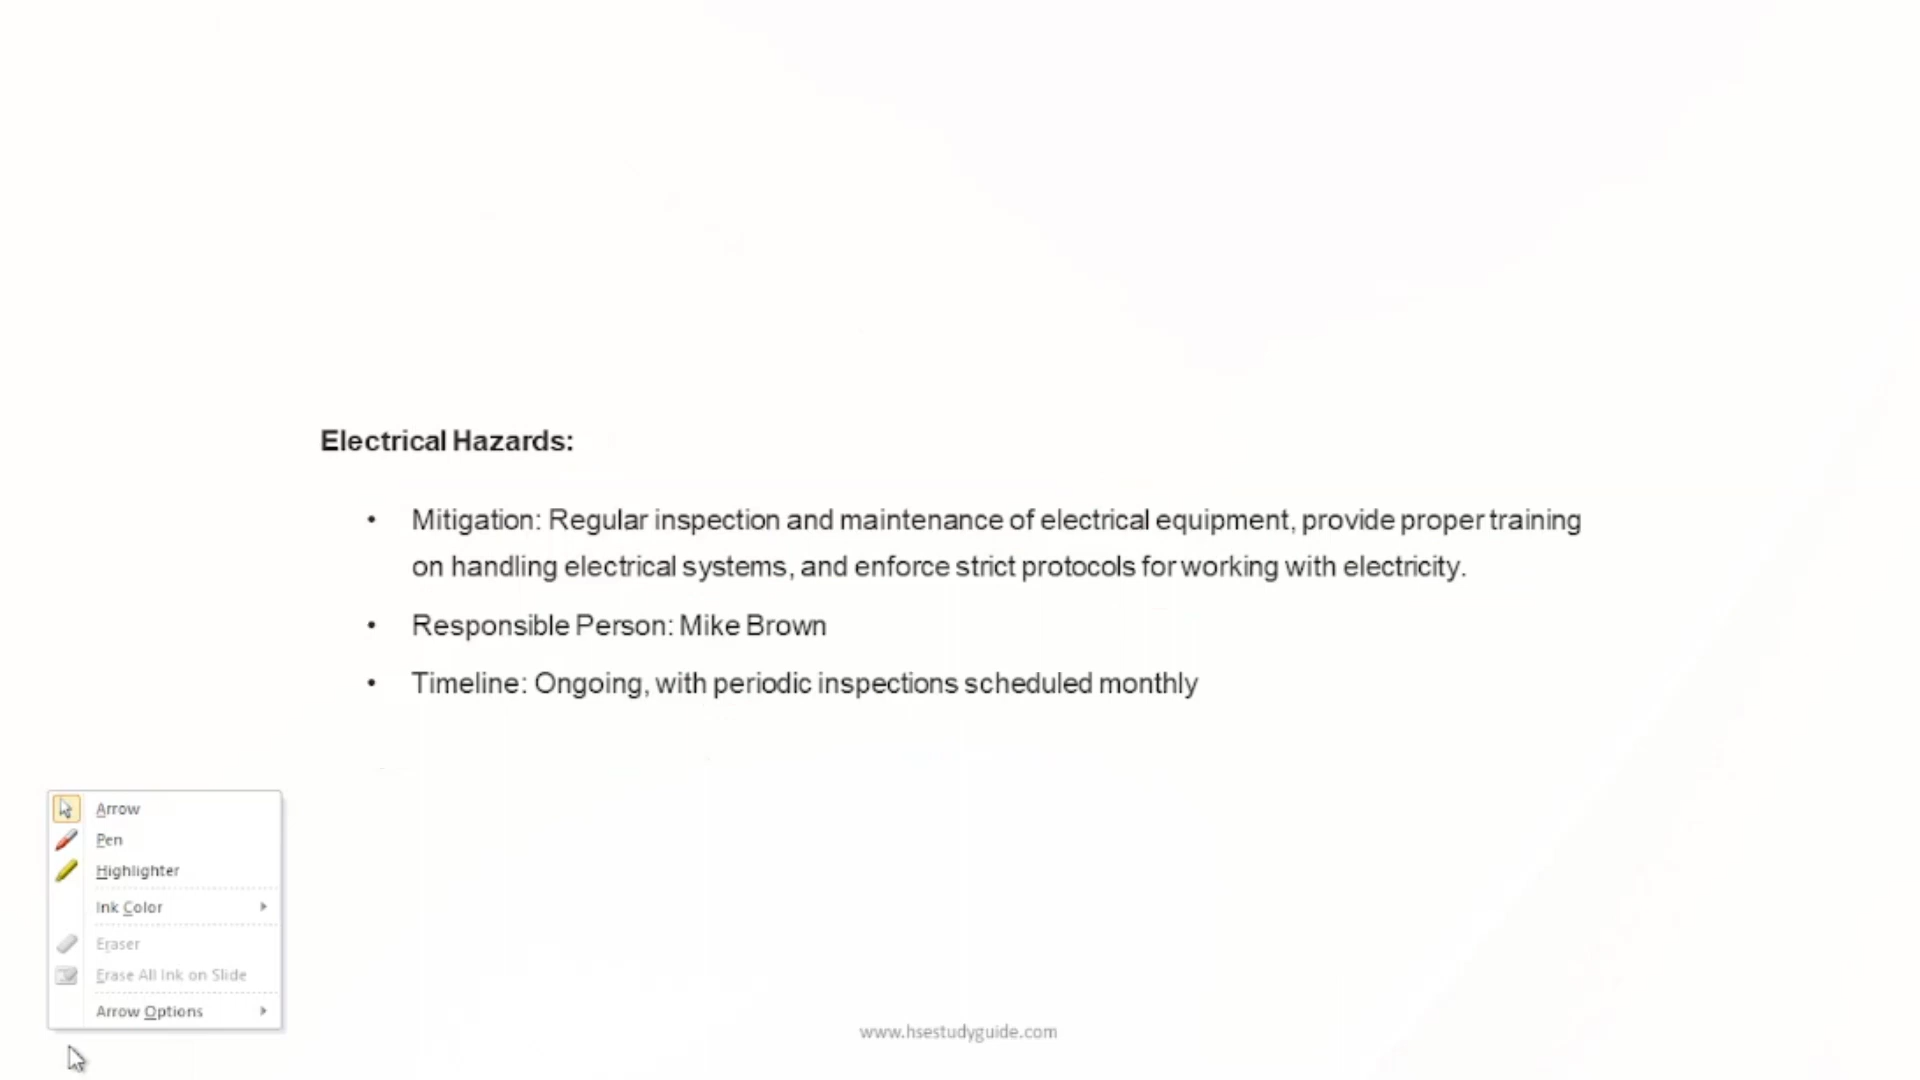 Electrical Hazards:
• Mitigation: Regular inspection and maintenance of electrical equipment, provide proper training
on handling electrical systems, and enforce strict protocols for working with electricity.
• Responsible Person: Mike Brown
• Timeline: Ongoing, with periodic inspections scheduled monthly
Arrow
Pen
Highlighter
Ink Color
Eraser
Erase All Ink on Slide
Arrow Options
www.hsestudyguide.com